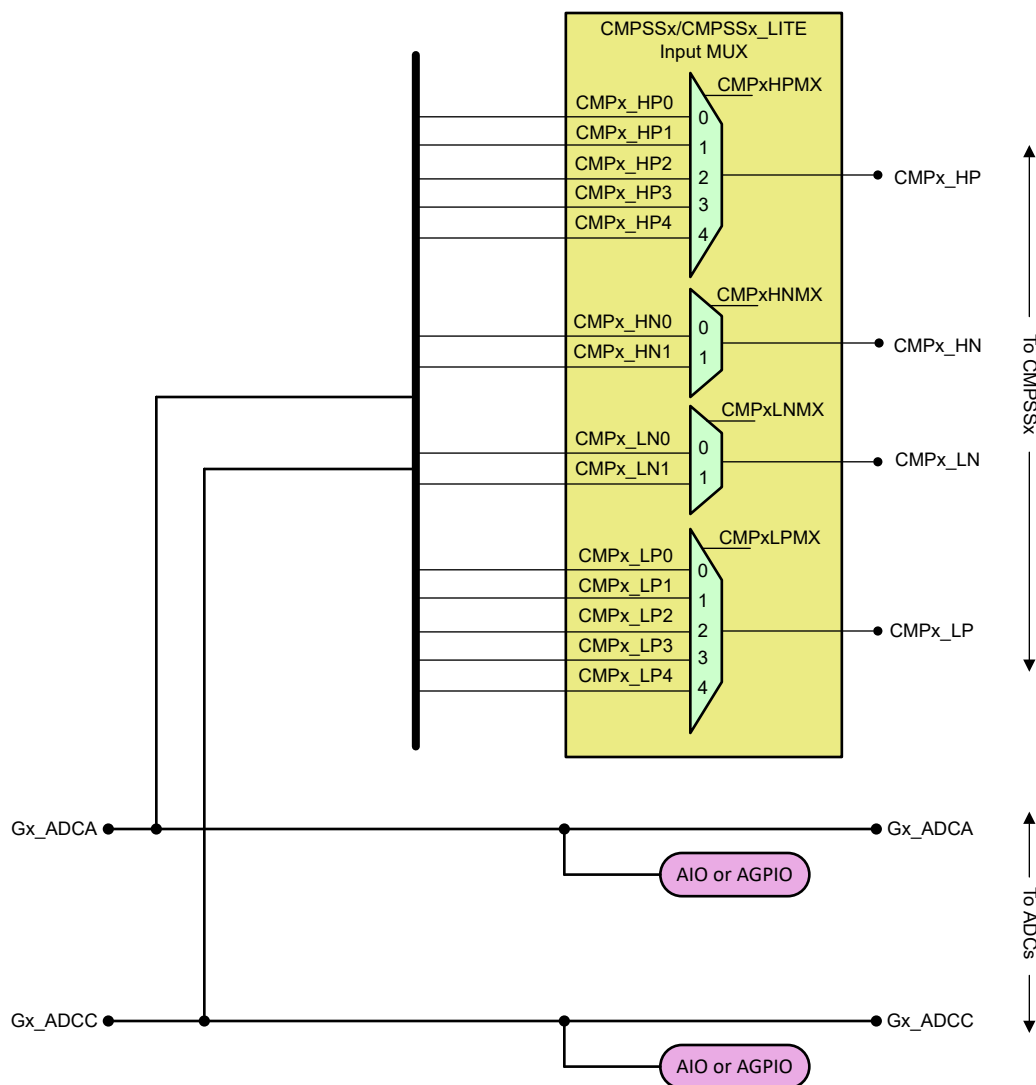 CMPSSx/CMPSSx_LITE
Input MUX
CMPxHPMX
CMPx_HP0
0
CMPx_HP1
1
CMPx_HP2
2
CMPx_HP
CMPx_HP3
3
CMPx_HP4
4
CMPxHNMX
CMPx_HN0
0
CMPx_HN1
1
CMPx_HN
To CMPSSx
CMPxLNMX
CMPx_LN0
0
CMPx_LN1
1
CMPx_LN
CMPxLPMX
CMPx_LP0
0
CMPx_LP1
1
CMPx_LP2
2
CMPx_LP
CMPx_LP3
3
CMPx_LP4
4
Gx_ADCA
Gx_ADCA
AIO or AGPIO
To ADCs
Gx_ADCC
Gx_ADCC
AIO or AGPIO